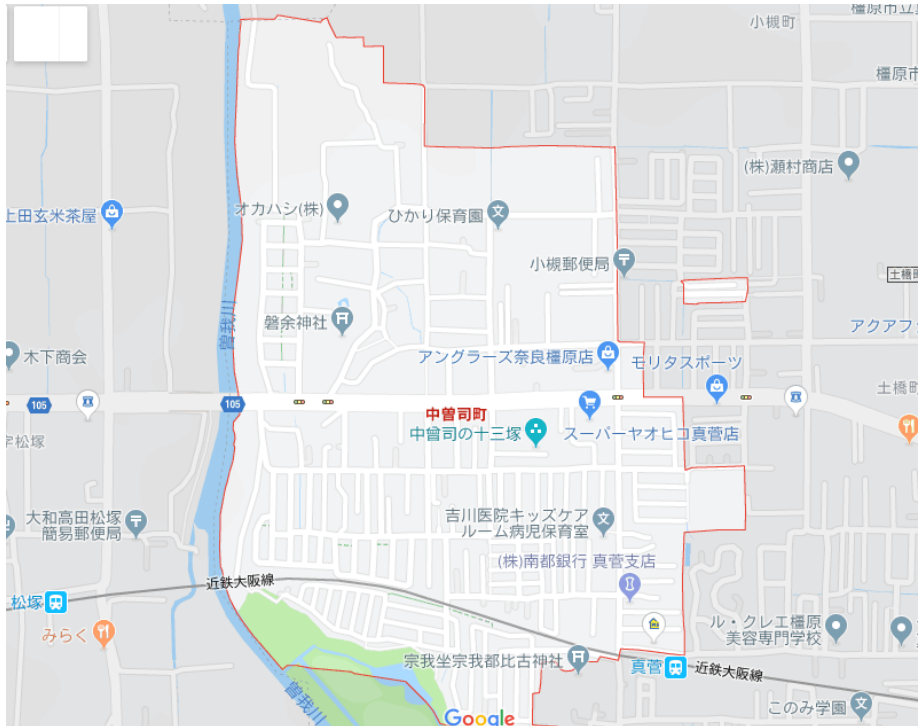 橿原市立真
小槻町
橿原市
(株)瀬村商店
上田玄米茶屋
オカハシ(株)
ひかり保育園
小槻郵便局
土橋町
曽我川
磐余神社
アクアファ
木下商会
アングラーズ奈良橿原店
モリタスポーツ
土橋町
105
105
中曽司町
中曾司の十三塚
スーパーヤオヒコ真菅店
字松塚
大和高田松塚
簡易郵便局
吉川医院キッズケア
ルーム病児保育室
(株)南都銀行 真菅支店
近鉄大阪線
松塚
みらく
ル・クレエ橿原
美容専門学校
宗我坐宗我都比古神社
真菅
近鉄大阪線
曽我川
Google
このみ学園